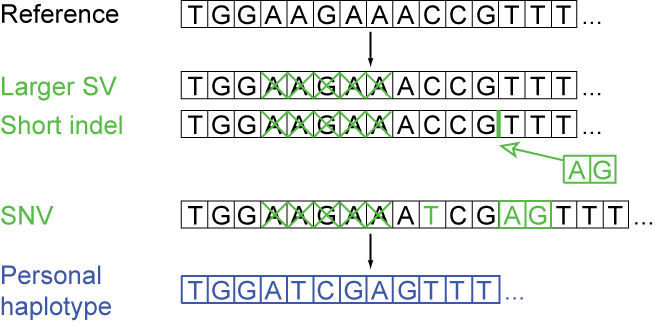 Reference TGGAAGAAACCGTTT...
Larger SV TGGAAGAAACCGTTT...
Short indel TGGAAGAAACCGTTT...
AG
SNV TGGAAGAAATCGAGTTT...
Personal haplotype TGGATCGAGTTT...